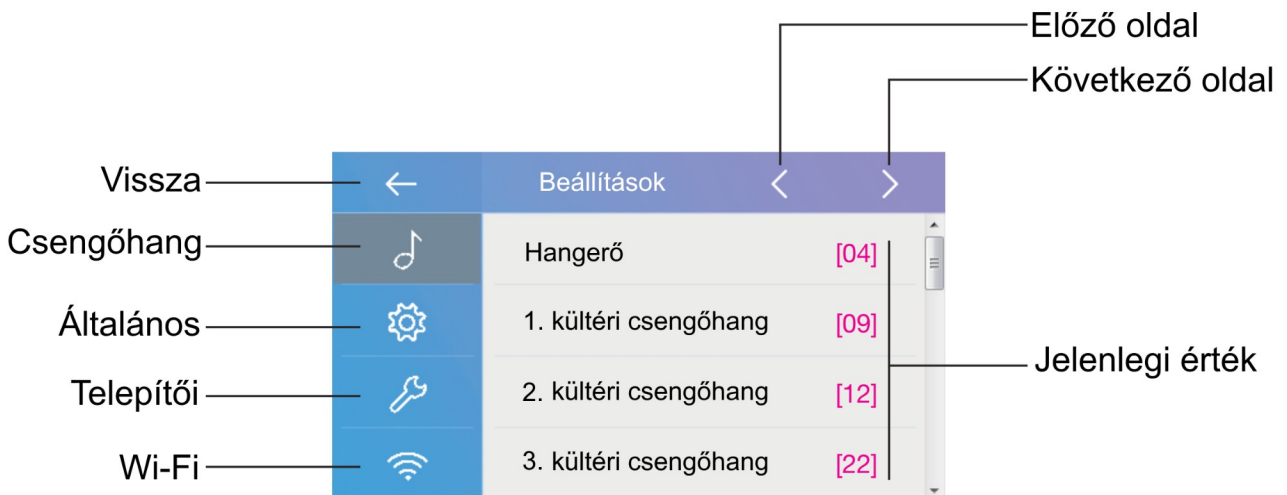 Előző oldal
Következő oldal
Vissza
Beállítások
Csengőhang
Hangerő [04]
Általános
1. kültéri csengőhang [09]
Jelenlegi érték
Telepítői
2. kültéri csengőhang [12]
Wi-Fi
3. kültéri csengőhang [22]